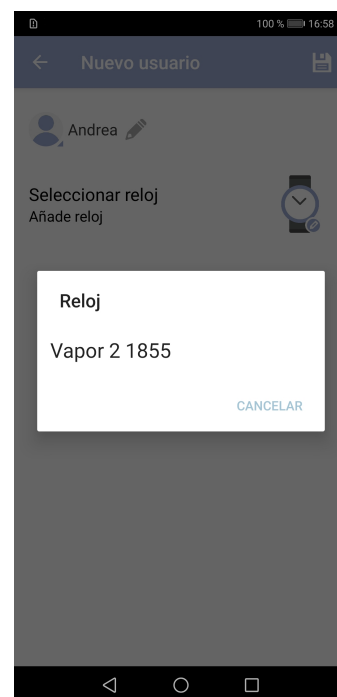 100 % 16:58
Nuevo usuario
Andrea
Seleccionar reloj
Añade reloj
Reloj
Vapor 2 1855
CANCELAR